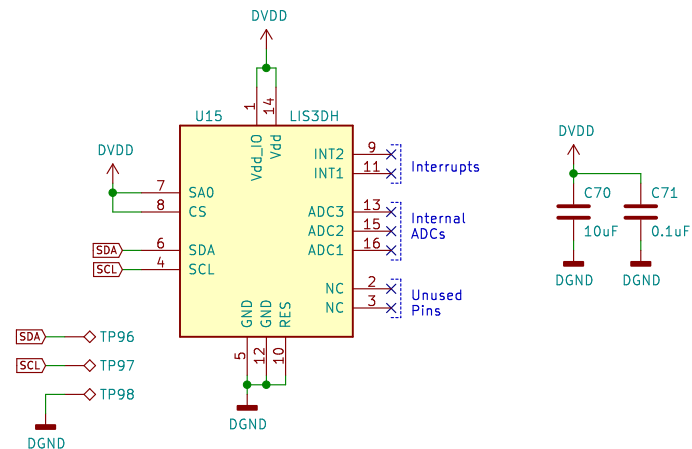 DVDD
U15
LIS3DH
1
14
Vdd_IO
Vdd
DVDD
7
SA0
8
CS
6
SDA
SDA
4
SCL
SCL
INT2
9
INT1
11
Interrupts
ADC3
13
ADC2
15
ADC1
16
Internal
ADCs
NC
2
NC
3
Unused
Pins
GND
GND
RES
5
12
10
DGND
SDA
TP96
SCL
TP97
TP98
DGND
DVDD
C70
10uF
C71
0.1uF
DGND
DGND